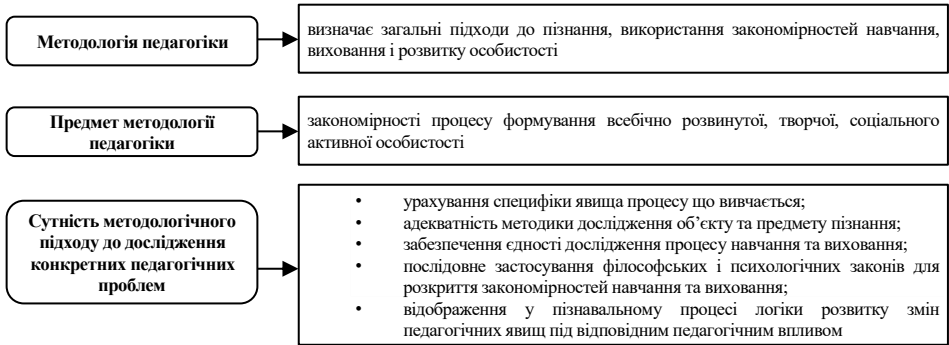 Методологія педагогіки
визначає загальні підходи до пізнання, використання закономірностей навчання,
виховання і розвитку особистості
Предмет методології
педагогіки
закономірності процесу формування всебічно розвинутої, творчої, соціального
активної особистості
Сутність методологічного
підходу до дослідження
конкретних педагогічних
проблем
• урахування специфіки явища процесу що вивчається;
• адекватність методики дослідження об’єкту та предмету пізнання;
• забезпечення єдності дослідження процесу навчання та виховання;
• послідовне застосування філософських і психологічних законів для
розкриття закономірностей навчання та виховання;
• відображення у пізнавальному процесі логіки розвитку змін
педагогічних явищ під відповідним педагогічним впливом